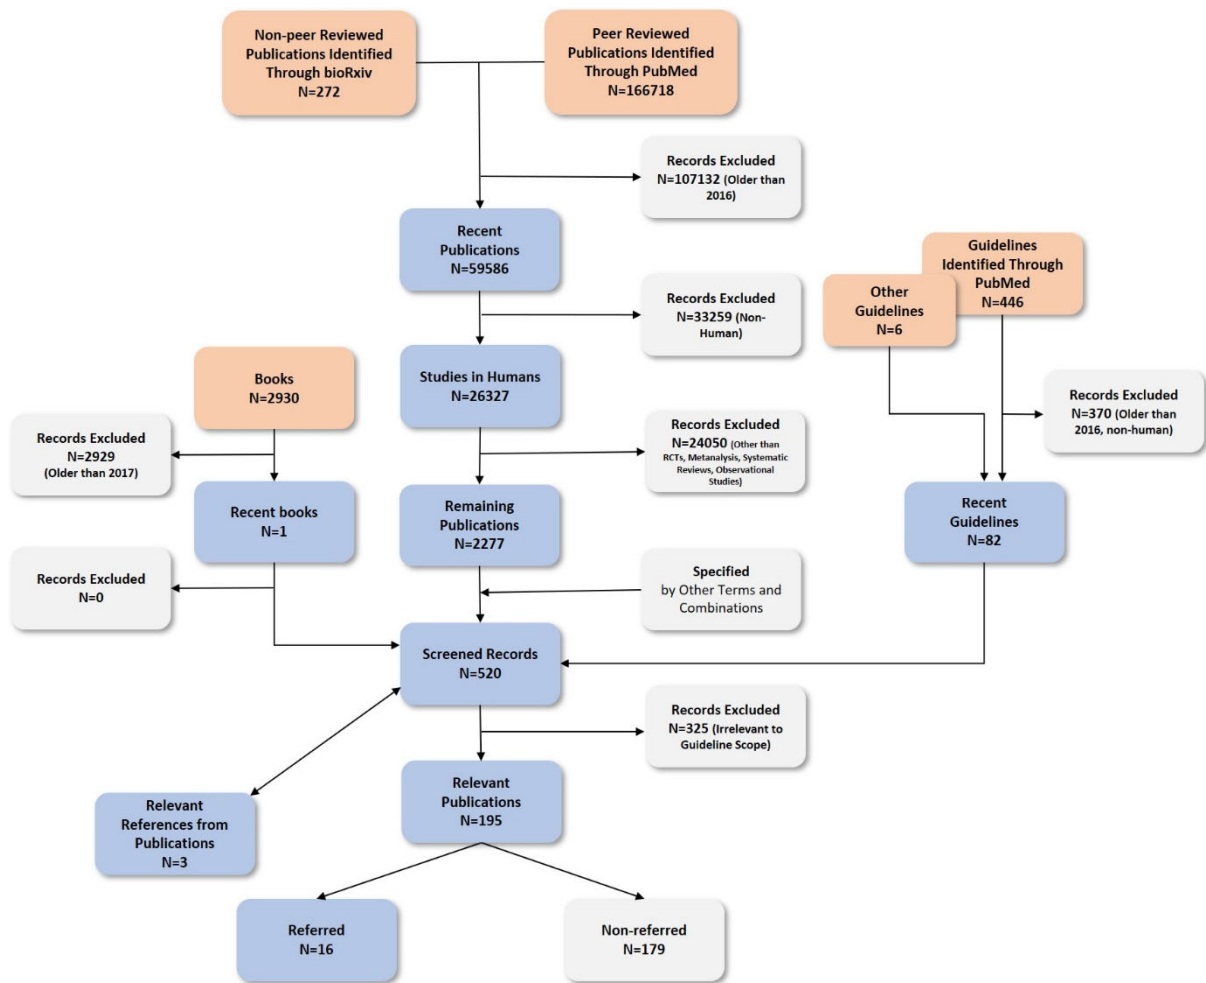 Non-peer Reviewed
Publications Identified
Through bioRxiv
N=272
Peer Reviewed
Publications Identified
Through PubMed
N=166718
Records Excluded
N=107132 (Older than
2016)
Recent
Publications
N=59586
Guidelines
Identified Through
PubMed
N=446
Other
Guidelines
N=6
Records Excluded
N=33259 (Non-
Human)
Books
N=2930
Studies in Humans
N=26327
Records Excluded
N=370 (Older than
2016, non-human)
Records Excluded
N=2929
(Older than 2017)
Records Excluded
N=24050 (Other than
RCTs, Metanalysis, Systematic
Reviews, Observational
Studies)
Recent books
N=1
Remaining
Publications
N=2277
Recent
Guidelines
N=82
Records Excluded
N=0
Specified
by Other Terms and
Combinations
Screened Records
N=520
Records Excluded
N=325 (Irrelevant to
Guideline Scope)
Relevant
Publications
N=195
Relevant
References from
Publications
N=3
Referred
N=16
Non-referred
N=179